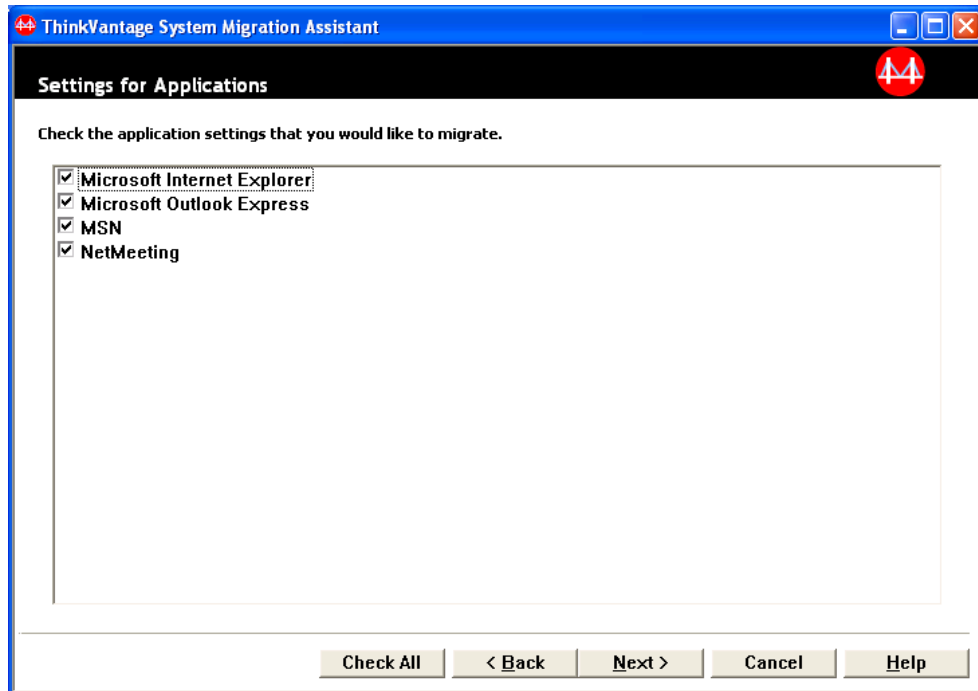 ThinkVantage System Migration Assistant
Settings for Applications
Check the application settings that you would like to migrate.
Microsoft Internet Explorer
Microsoft Outlook Express
MSN
NetMeeting
Check All
< Back
Next >
Cancel
Help